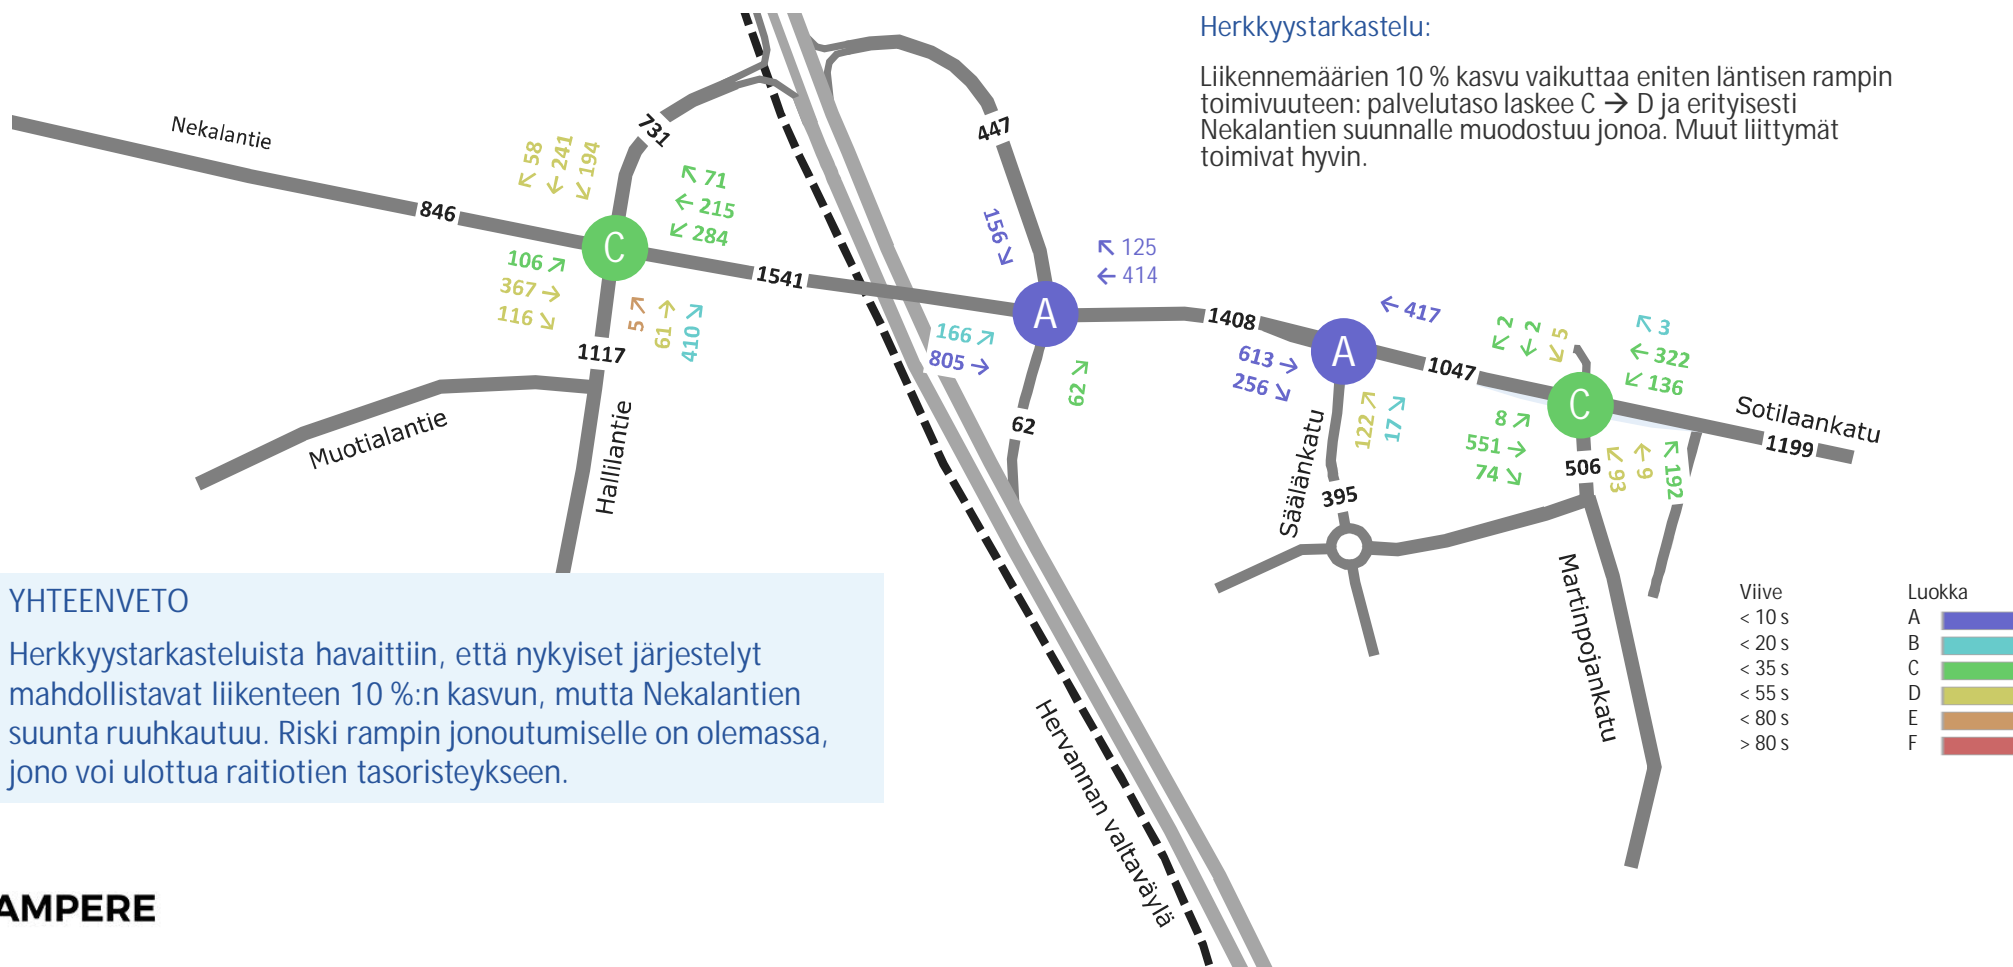 Herkkyystarkastelu:
Liikennemäärien 10 % kasvu vaikuttaa eniten läntisen rampin
toimivuuteen: palvelutaso laskee C → D ja erityisesti
Nekalantien suunnalle muodostuu jonoa. Muut liittymät
toimivat hyvin.
Nekalantie
846
731
↙ 58
↙ 241
↙ 194
↖ 71
← 215
↙ 284
C
106 ↗
367 →
116 ↘
5 ↗
61 ↑
410 ↗
1117
1541
Muotialantie
Hallilantie
447
156 ↘
↖ 125
← 414
A
166 ↗
805 →
62 ↗
62
1408
← 417
A
613 →
256 ↘
122 ↗
17 ↗
Säälänkatu
395
1047
↙ 2
↓ 2
↙ 5
↖ 3
← 322
↙ 136
C
8 ↗
551 →
74 ↘
↖ 93
↑ 9
↗ 192
506
Sotilaankatu
1199
Martinpojankatu
Hervannan valtaväylä
YHTEENVETO
Herkkyystarkasteluista havaittiin, että nykyiset järjestelyt
mahdollistavat liikenteen 10 %:n kasvun, mutta Nekalantien
suunta ruuhkautuu. Riski rampin jonoutumiselle on olemassa,
jono voi ulottua raitiotien tasoristeykseen.
Viive Luokka
< 10 s A
< 20 s B
< 35 s C
< 55 s D
< 80 s E
> 80 s F
AMPERE